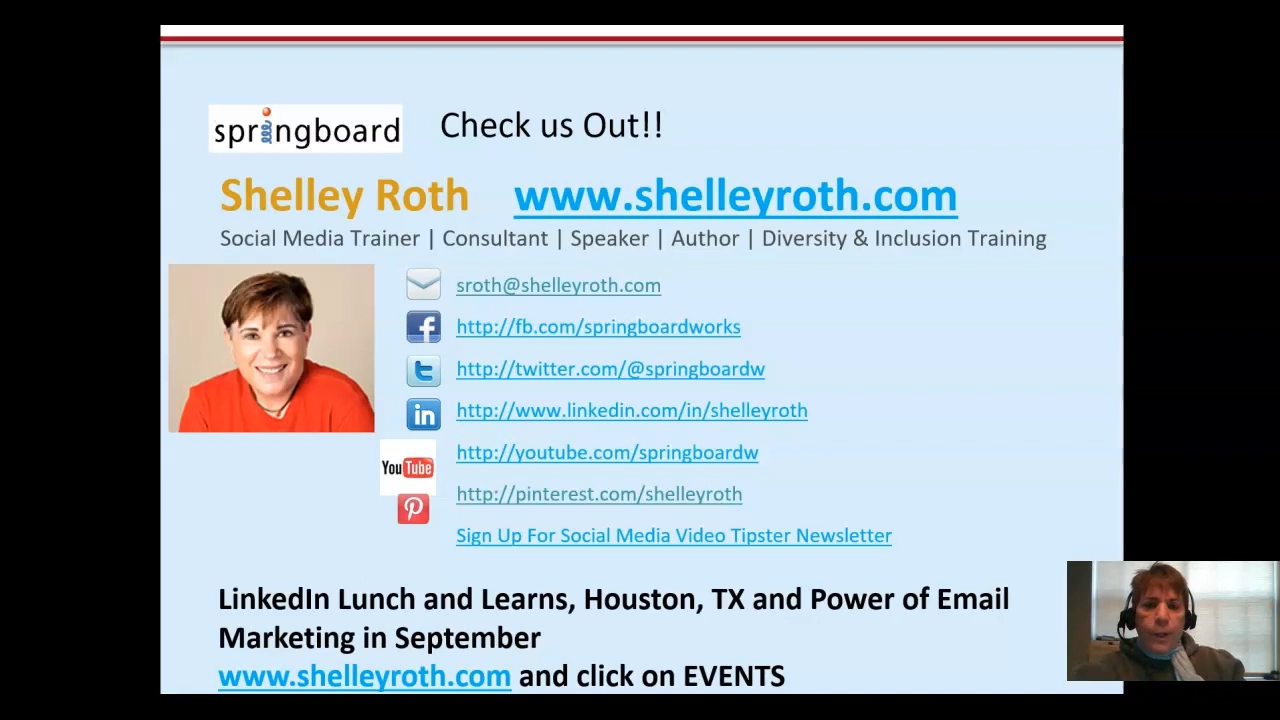 springboard Check us Out!!
Shelley Roth www.shelleyroth.com
Social Media Trainer | Consultant | Speaker | Author | Diversity & Inclusion Training
sroth@shelleyroth.com
http://fb.com/springboardworks
http://twitter.com/@springboardw
http://www.linkedin.com/in/shelleyroth
YouTube http://youtube.com/springboardw
http://pinterest.com/shelleyroth
Sign Up For Social Media Video Tipster Newsletter
LinkedIn Lunch and Learns, Houston, TX and Power of Email
Marketing in September
www.shelleyroth.com and click on EVENTS